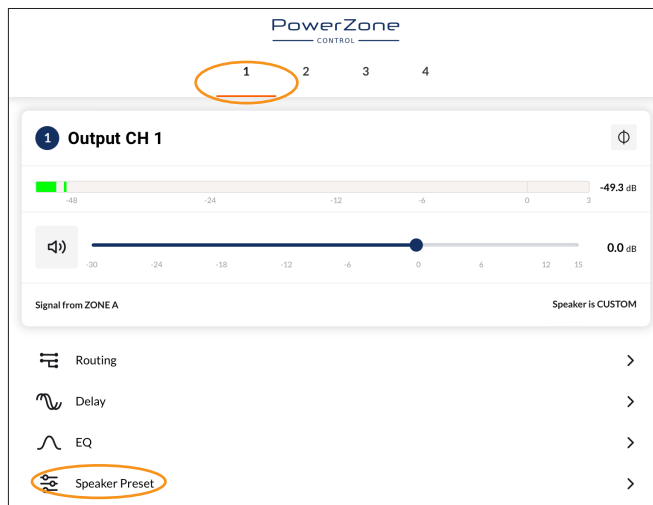 PowerZone
CONTROL
1 2 3 4
1 Output CH 1
-49.3 dB
-48 -24 -12 -6 0 3
0.0 dB
-30 -24 -18 -12 -6 0 6 12 15
Signal from ZONE A Speaker is CUSTOM
Routing
Delay
EQ
Speaker Preset